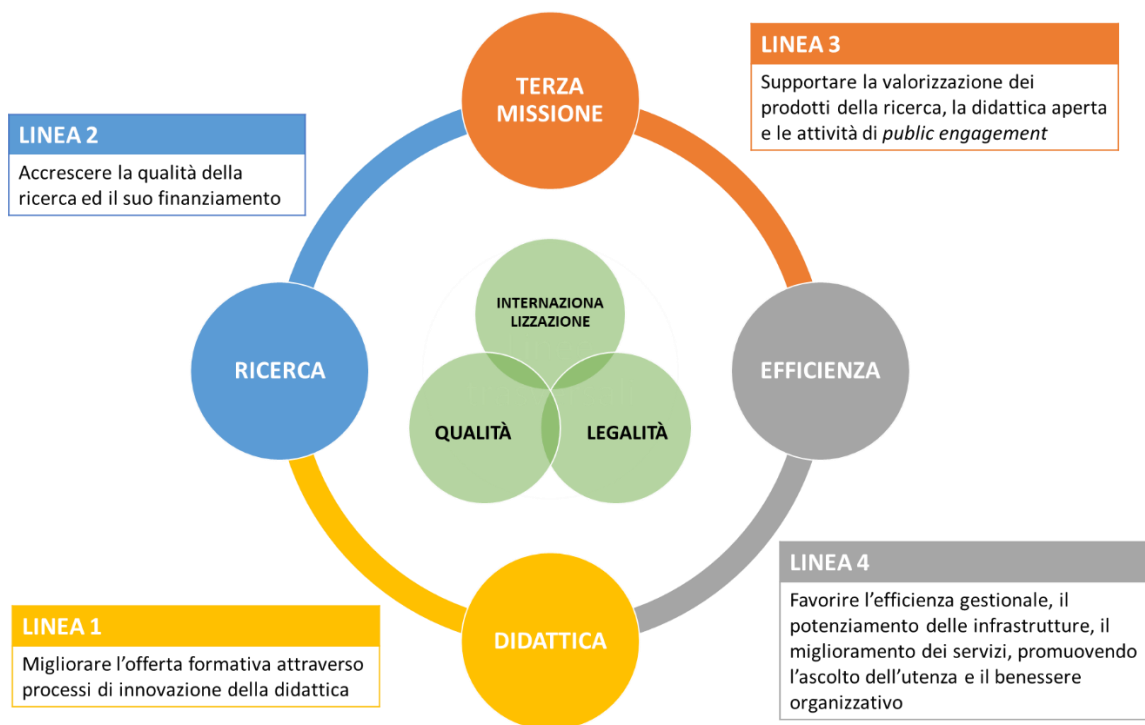 TERZA
MISSIONE
LINEA 3
Supportare la valorizzazione dei
prodotti della ricerca, la didattica aperta
e le attività di public engagement
LINEA 2
Accrescere la qualità della
ricerca ed il suo finanziamento
INTERNAZIONA
LIZZAZIONE
RICERCA
EFFICIENZA
QUALITÀ
LEGALITÀ
LINEA 4
Favorire l’efficienza gestionale, il
potenziamento delle infrastrutture, il
miglioramento dei servizi, promuovendo
l’ascolto dell’utenza e il benessere
organizzativo
LINEA 1
Migliorare l’offerta formativa attraverso
processi di innovazione della didattica
DIDATTICA